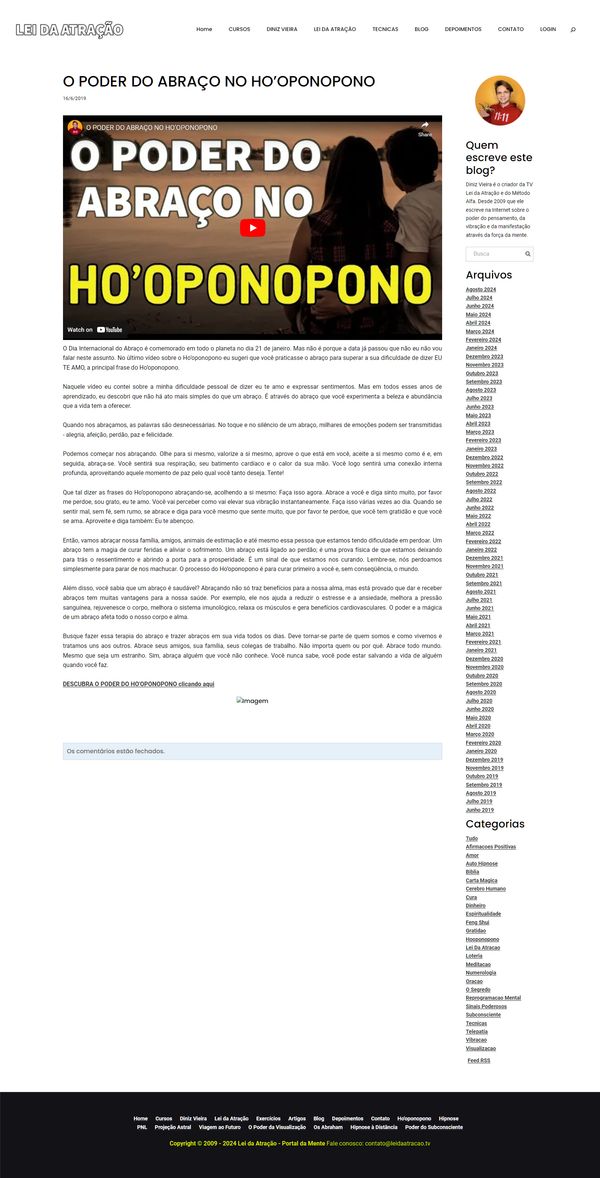 LEI DA ATRAÇÃO
Home CURSOS DINIZ VIEIRA LEI DA ATRAÇÃO TECNICAS BLOG DEPOIMENTOS CONTATO LOGIN
O PODER DO ABRAÇO NO HO’OPONOPONO
16/6/2019
O PODER DO ABRAÇO NO HO'OPONOPONO
Share
O PODER DO
ABRAÇO NO
HO'OPONOPONO
Watch on YouTube
O Dia Internacional do Abraço é comemorado em todo o planeta no dia 21 de janeiro. Mas não é porque a data já passou que não eu não vou
falar neste assunto. No último vídeo sobre o Ho'oponopono eu sugeri que você praticasse o abraço para superar a sua dificuldade de dizer EU
TE AMO, a principal frase do Ho'oponopono.
Naquele vídeo eu contei sobre a minha dificuldade pessoal de dizer eu te amo e expressar sentimentos. Mas em todos esses anos de
aprendizado, eu descobri que não há ato mais simples do que um abraço. É através do abraço que você experimenta a beleza e abundância
que a vida tem a oferecer.
Quando nos abraçamos, as palavras são desnecessárias. No toque e no silêncio de um abraço, milhares de emoções podem ser transmitidas
- alegria, afeição, perdão, paz e felicidade.
Podemos começar nos abraçando. Olhe para si mesmo, valorize a si mesmo, aprove o que está em você, aceite a si mesmo como é e, em
seguida, abraça-se. Você sentirá sua respiração, seu batimento cardíaco e o calor da sua mão. Você logo sentirá uma conexão interna
profunda, aproveitando aquele momento de paz pelo qual você tanto deseja. Tente!
Que tal dizer as frases do Ho'oponopono abraçando-se, acolhendo a si mesmo: Faça isso agora. Abrace a você e diga sinto muito, por favor
me perdoe, sou grato, eu te amo. Você vai perceber como vai elevar sua vibração instantaneamente. Faça isso várias vezes ao dia. Quando se
sentir mal, sem fé, sem rumo, se abrace e diga para você mesmo que sente muito, que por favor te perdoe, que você tem gratidão e que você
se ama. Aproveite e diga também: Eu te abençoo.
Então, vamos abraçar nossa família, amigos, animais de estimação e até mesmo essa pessoa que estamos tendo dificuldade em perdoar. Um
abraço tem a magia de curar feridas e aliviar o sofrimento. Um abraço está ligado ao perdão; é uma prova física de que estamos deixando
para trás o ressentimento e abrindo a porta para a prosperidade. É um sinal de que estamos nos curando. Lembre-se, nós perdoamos
simplesmente para parar de nos machucar. O processo do Ho'oponopono é para curar primeiro a você e, sem conseqüência, o mundo.
Além disso, você sabia que um abraço é saudável? Abraçando não só traz benefícios para a nossa alma, mas está provado que dar e receber
abraços tem muitas vantagens para a nossa saúde. Por exemplo, ele nos ajuda a reduzir o estresse e a ansiedade, melhora a pressão
sanguínea, rejuvenesce o corpo, melhora o sistema imunológico, relaxa os músculos e gera benefícios cardiovasculares. O poder e a mágica
de um abraço afeta todo o nosso corpo e alma.
Busque fazer essa terapia do abraço e trazer abraços em sua vida todos os dias. Deve tornar-se parte de quem somos e como vivemos e
tratamos uns aos outros. Abrace seus amigos, sua família, seus colegas de trabalho. Não importa quem ou por quê. Abrace todo mundo.
Mesmo que seja um estranho. Sim, abraça alguém que você não conhece. Você nunca sabe, você pode estar salvando a vida de alguém
quando você faz.
DESCUBRA O PODER DO HO'OPONOPONO clicando aqui
Imagem
Os comentários estão fechados.
11:11
Quem
escreve este
blog?
Diniz Vieira é o criador da TV
Lei da Atração e do Método
Alfa. Desde 2009 que ele
escreve na Internet sobre o
poder do pensamento, da
vibração e da manifestação
através da força da mente.
Busca
Arquivos
Agosto 2024
Julho 2024
Junho 2024
Maio 2024
Abril 2024
Março 2024
Fevereiro 2024
Janeiro 2024
Dezembro 2023
Novembro 2023
Outubro 2023
Setembro 2023
Agosto 2023
Julho 2023
Junho 2023
Maio 2023
Abril 2023
Março 2023
Fevereiro 2023
Janeiro 2023
Dezembro 2022
Novembro 2022
Outubro 2022
Setembro 2022
Agosto 2022
Julho 2022
Junho 2022
Maio 2022
Abril 2022
Março 2022
Fevereiro 2022
Janeiro 2022
Dezembro 2021
Novembro 2021
Outubro 2021
Setembro 2021
Agosto 2021
Julho 2021
Junho 2021
Maio 2021
Abril 2021
Março 2021
Fevereiro 2021
Janeiro 2021
Dezembro 2020
Novembro 2020
Outubro 2020
Setembro 2020
Agosto 2020
Julho 2020
Junho 2020
Maio 2020
Abril 2020
Março 2020
Fevereiro 2020
Janeiro 2020
Dezembro 2019
Novembro 2019
Outubro 2019
Setembro 2019
Agosto 2019
Julho 2019
Junho 2019
Categorias
Tudo
Afirmacoes Positivas
Amor
Auto Hipnose
Biblia
Carta Magica
Cerebro Humano
Cura
Dinheiro
Espiritualidade
Feng Shui
Gratidao
Hooponopono
Lei Da Atracao
Loteria
Meditacao
Numerologia
Oracao
O Segredo
Reprogramacao Mental
Sinais Poderosos
Subconsciente
Tecnicas
Telepatia
Vibracao
Visualizacao
Feed RSS
Home Cursos Diniz Vieira Lei da Atração Exercícios Artigos Blog Depoimentos Contato Ho'oponopono Hipnose
PNL Projeção Astral Viagem ao Futuro O Poder da Visualização Os Abraham Hipnose à Distância Poder do Subconsciente
Copyright © 2009 - 2024 Lei da Atração - Portal da Mente Fale conosco: contato@leidaatracao.tv